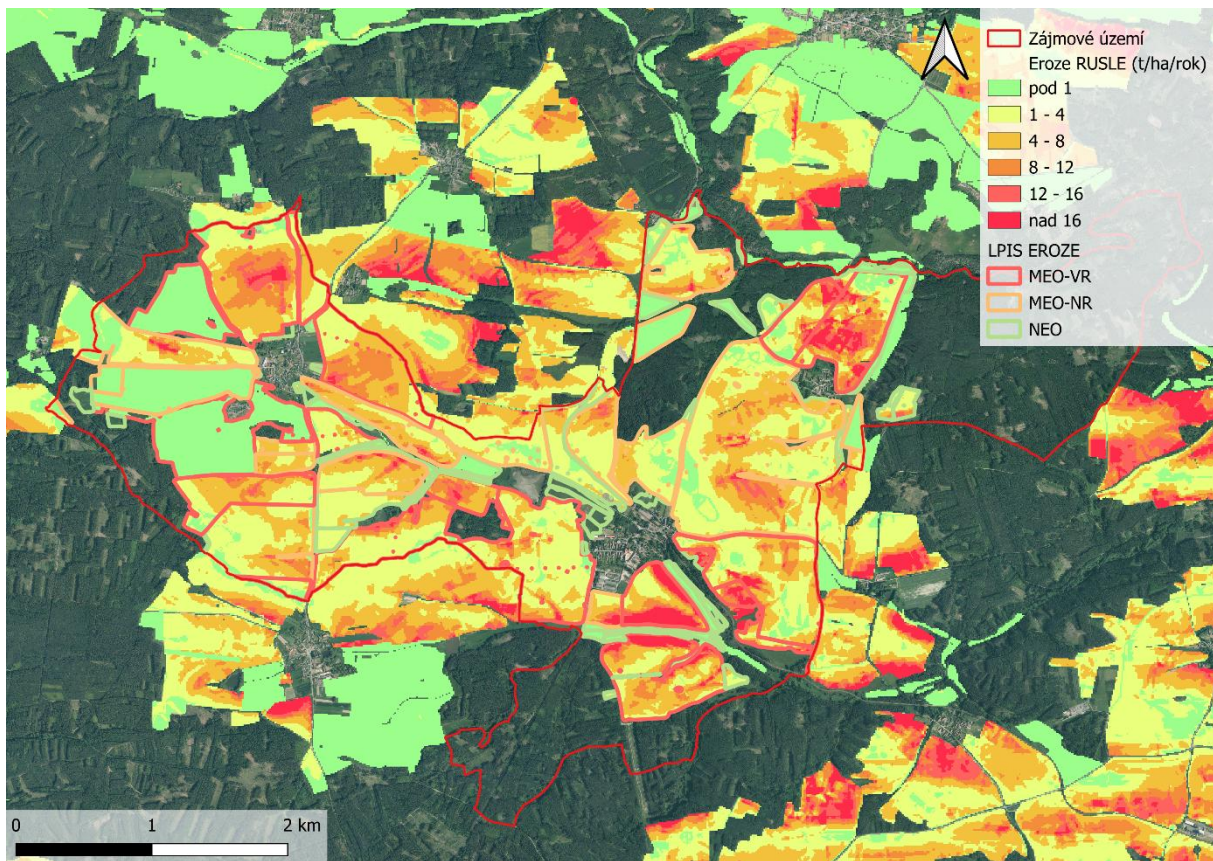 Zájmové území
Eroze RUSLE (t/ha/rok)
pod 1
1 - 4
4 - 8
8 - 12
12 - 16
nad 16
LPIS EROZE
MEO-VR
MEO-NR
NEO
0 1 2 km